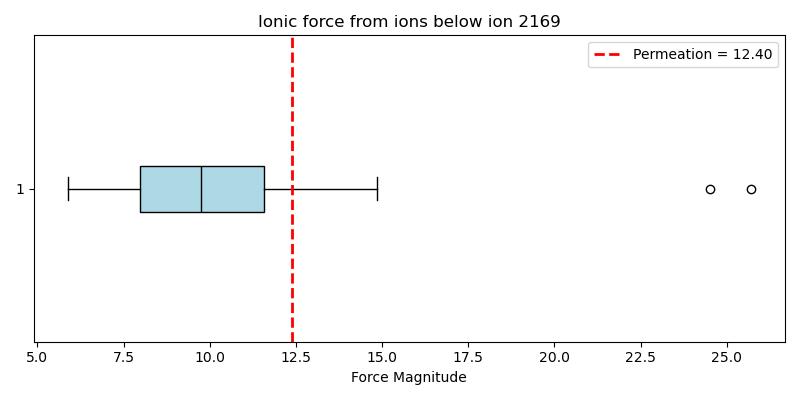 Ionic force from ions below ion 2169
Permeation = 12.40
1
5.0 7.5 10.0 12.5 15.0 17.5 20.0 22.5 25.0
Force Magnitude